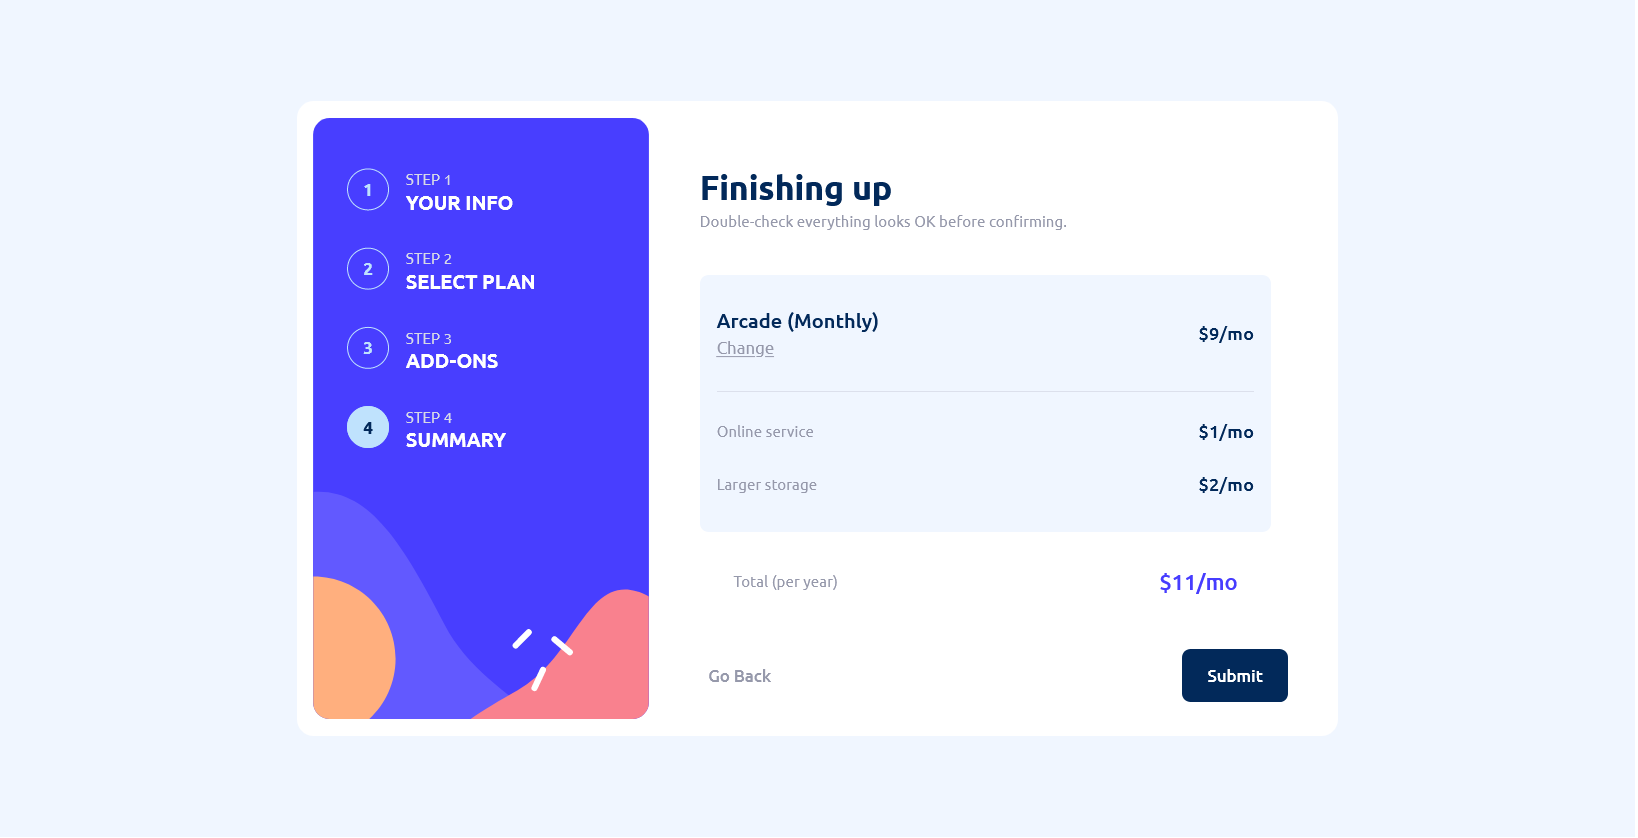 1
STEP 1
YOUR INFO
2
STEP 2
SELECT PLAN
3
STEP 3
ADD-ONS
4
STEP 4
SUMMARY
Finishing up
Double-check everything looks OK before confirming.
Arcade (Monthly)
Change
$9/mo
Online service
$1/mo
Larger storage
$2/mo
Total (per year)
$11/mo
Go Back
Submit